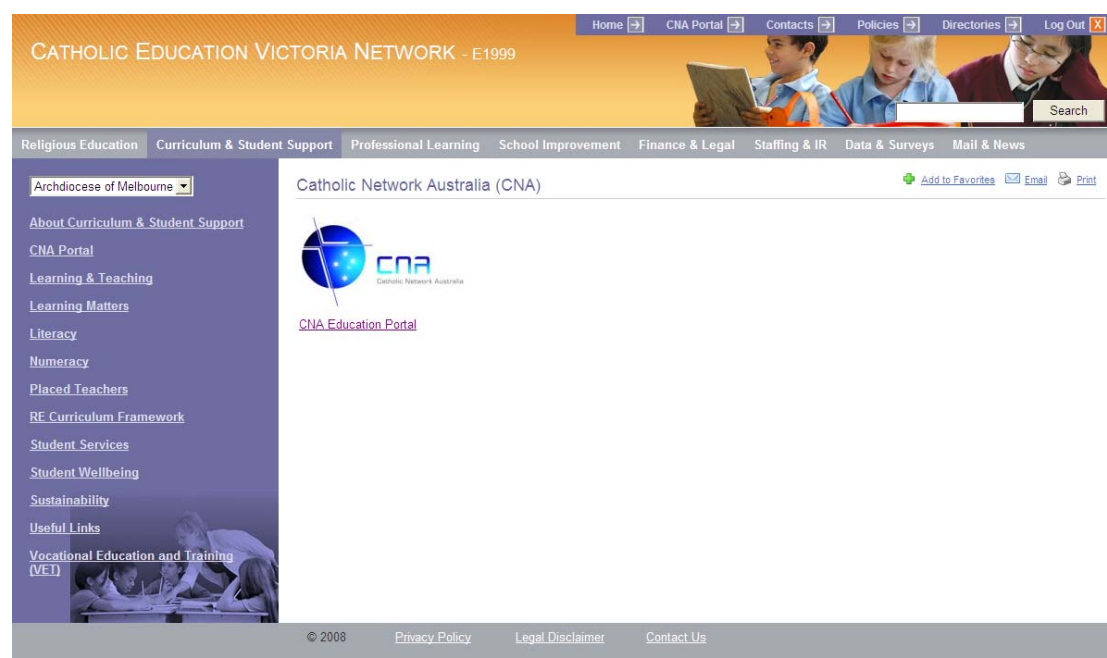 Home CNA Portal Contacts Policies Directories Log Out X
CATHOLIC EDUCATION VICTORIA NETWORK - E1999
Search
Religious Education Curriculum & Student Support Professional Learning School Improvement Finance & Legal Staffing & IR Data & Surveys Mail & News
Archdiocese of Melbourne
Catholic Network Australia (CNA)
Add to Favorites Email Print
About Curriculum & Student Support
CNA Portal
Learning & Teaching
Learning Matters
Literacy
Numeracy
Placed Teachers
RE Curriculum Framework
Student Services
Student Wellbeing
Sustainability
Useful Links
Vocational Education and Training
(VET)
CNA
Catholic Network Australia
CNA Education Portal
© 2008 Privacy Policy Legal Disclaimer Contact Us